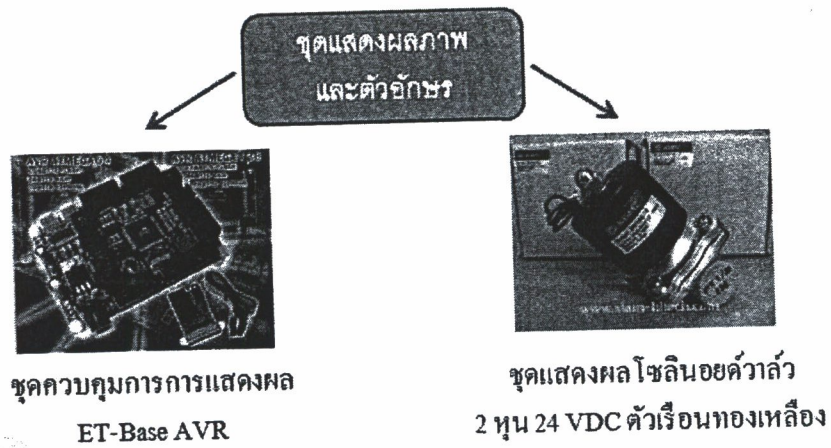 ชุดแสดงผลภาพ
และตัวอักษร
ชุดควบคุมการการแสดงผล
ET-Base AVR
ชุดแสดงผลโซลินอยด์วาล์ว
2 หุน 24 VDC ตัวเรือนทองเหลือง